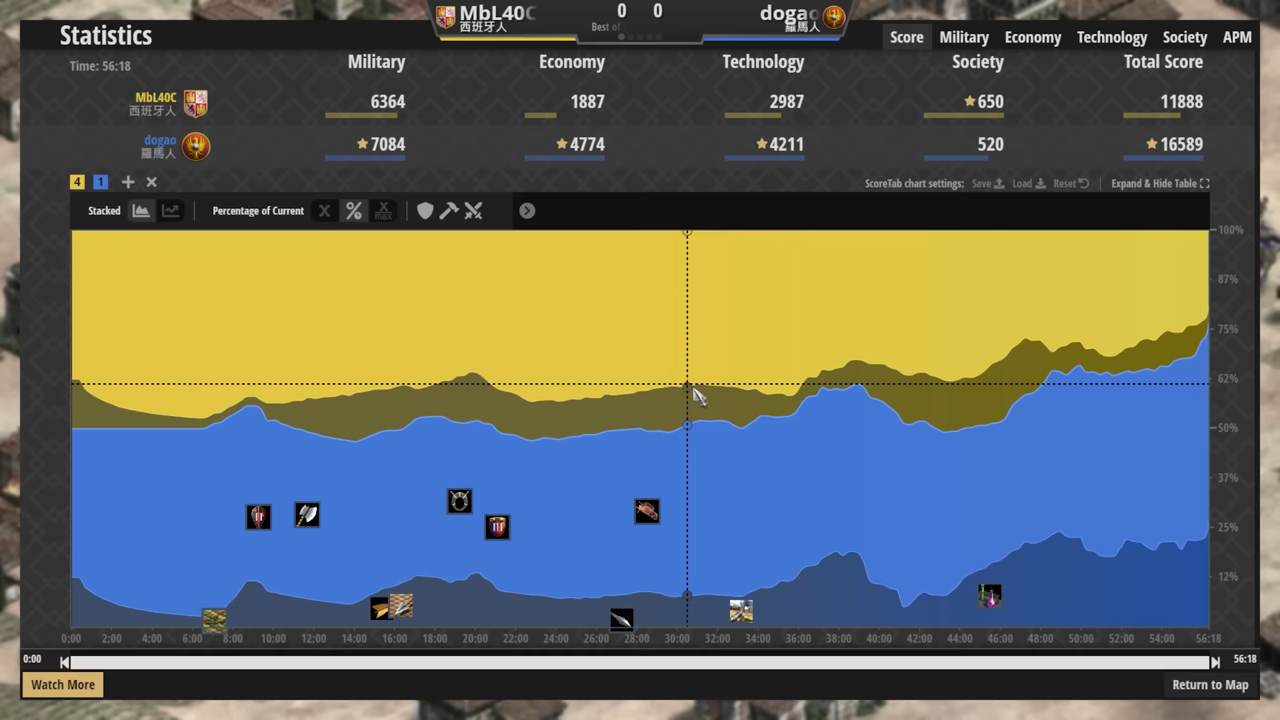 MbL40C 0 0 dogao
西班牙人 Best of 羅馬人
Statistics
Score Military Economy Technology Society APM
Time: 56:18 Military Economy Technology Society Total Score
MbL40C 6364 1887 2987 650 11888
西班牙人
dogao 7084 4774 4211 520 16589
羅馬人
4 1 ScoreTab chart settings: Save Load Reset Expand & Hide Table
Stacked Percentage of Current X % X max
100%
87%
75%
62%
50%
37%
25%
12%
0:00 2:00 4:00 6:00 8:00 10:00 12:00 14:00 16:00 18:00 20:00 22:00 24:00 26:00 28:00 30:00 32:00 34:00 36:00 38:00 40:00 42:00 44:00 46:00 48:00 50:00 52:00 54:00 56:18
0:00 56:18
Watch More Return to Map